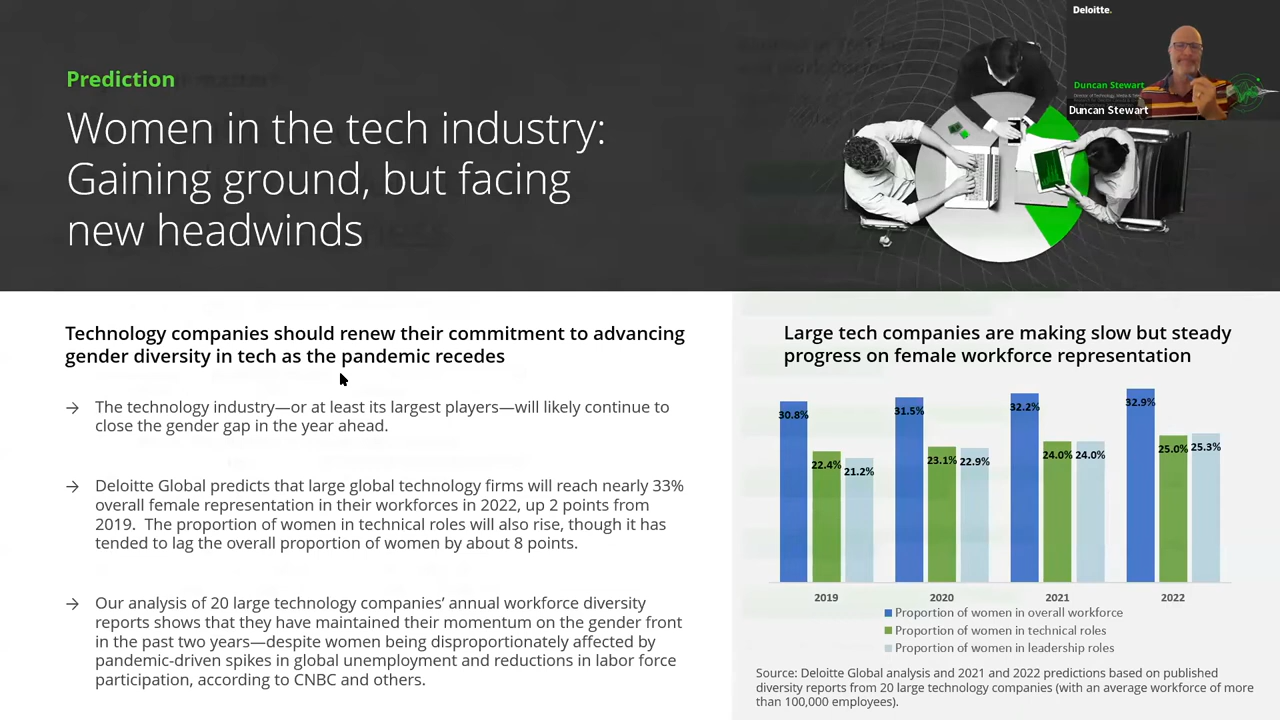 Deloitte.
Duncan Stewart
Duncan Stewart
Prediction
Women in the tech industry:
Gaining ground, but facing
new headwinds
Technology companies should renew their commitment to advancing
gender diversity in tech as the pandemic recedes
→ The technology industry—or at least its largest players—will likely continue to
close the gender gap in the year ahead.
→ Deloitte Global predicts that large global technology firms will reach nearly 33%
overall female representation in their workforces in 2022, up 2 points from
2019. The proportion of women in technical roles will also rise, though it has
tended to lag the overall proportion of women by about 8 points.
→ Our analysis of 20 large technology companies’ annual workforce diversity
reports shows that they have maintained their momentum on the gender front
in the past two years—despite women being disproportionately affected by
pandemic-driven spikes in global unemployment and reductions in labor force
participation, according to CNBC and others.
Large tech companies are making slow but steady
progress on female workforce representation
30.8% 22.4% 21.2%
31.5% 23.1% 22.9%
32.2% 24.0% 24.0%
32.9% 25.0% 25.3%
2019 2020 2021 2022
Proportion of women in overall workforce
Proportion of women in technical roles
Proportion of women in leadership roles
Source: Deloitte Global analysis and 2021 and 2022 predictions based on published
diversity reports from 20 large technology companies (with an average workforce of more
than 100,000 employees).